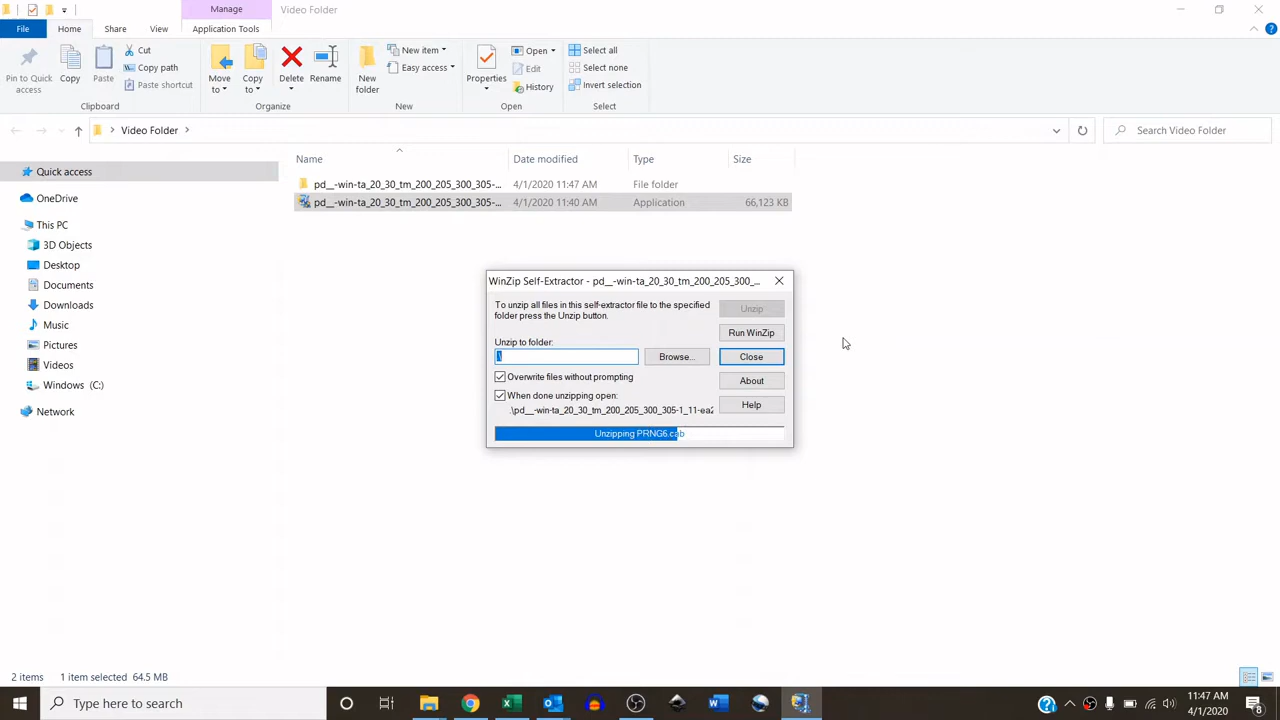 Manage
Video Folder
File
Home
Share
View
Application Tools
Pin to Quick
access
Copy
Paste
Cut
Copy path
Paste shortcut
Clipboard
Move
to
Copy
to
Delete
Rename
Organize
New
folder
New item
Easy access
New
Properties
Open
Edit
History
Open
Select all
Select none
Invert selection
Select
Video Folder
Search Video Folder
Quick access
OneDrive
This PC
3D Objects
Desktop
Documents
Downloads
Music
Pictures
Videos
Windows (C:)
Network
Name
Date modified
Type
Size
pd__-win-ta_20_30_tm_200_205_300_305-... 4/1/2020 11:47 AM File folder
pd__-win-ta_20_30_tm_200_205_300_305-... 4/1/2020 11:40 AM Application 66,123 KB
WinZip Self-Extractor - pd__-win-ta_20_30_tm_200_205_300_...
To unzip all files in this self-extractor file to the specified
folder press the Unzip button.
Unzip to folder:
.\
Browse...
Overwrite files without prompting
When done unzipping open:
.\pd__-win-ta_20_30_tm_200_205_300_305-1_11-ea2
Unzip
Run WinZip
Close
About
Help
Unzipping PRNG6.cab
2 items
1 item selected 64.5 MB
Type here to search
11:47 AM
4/1/2020
8